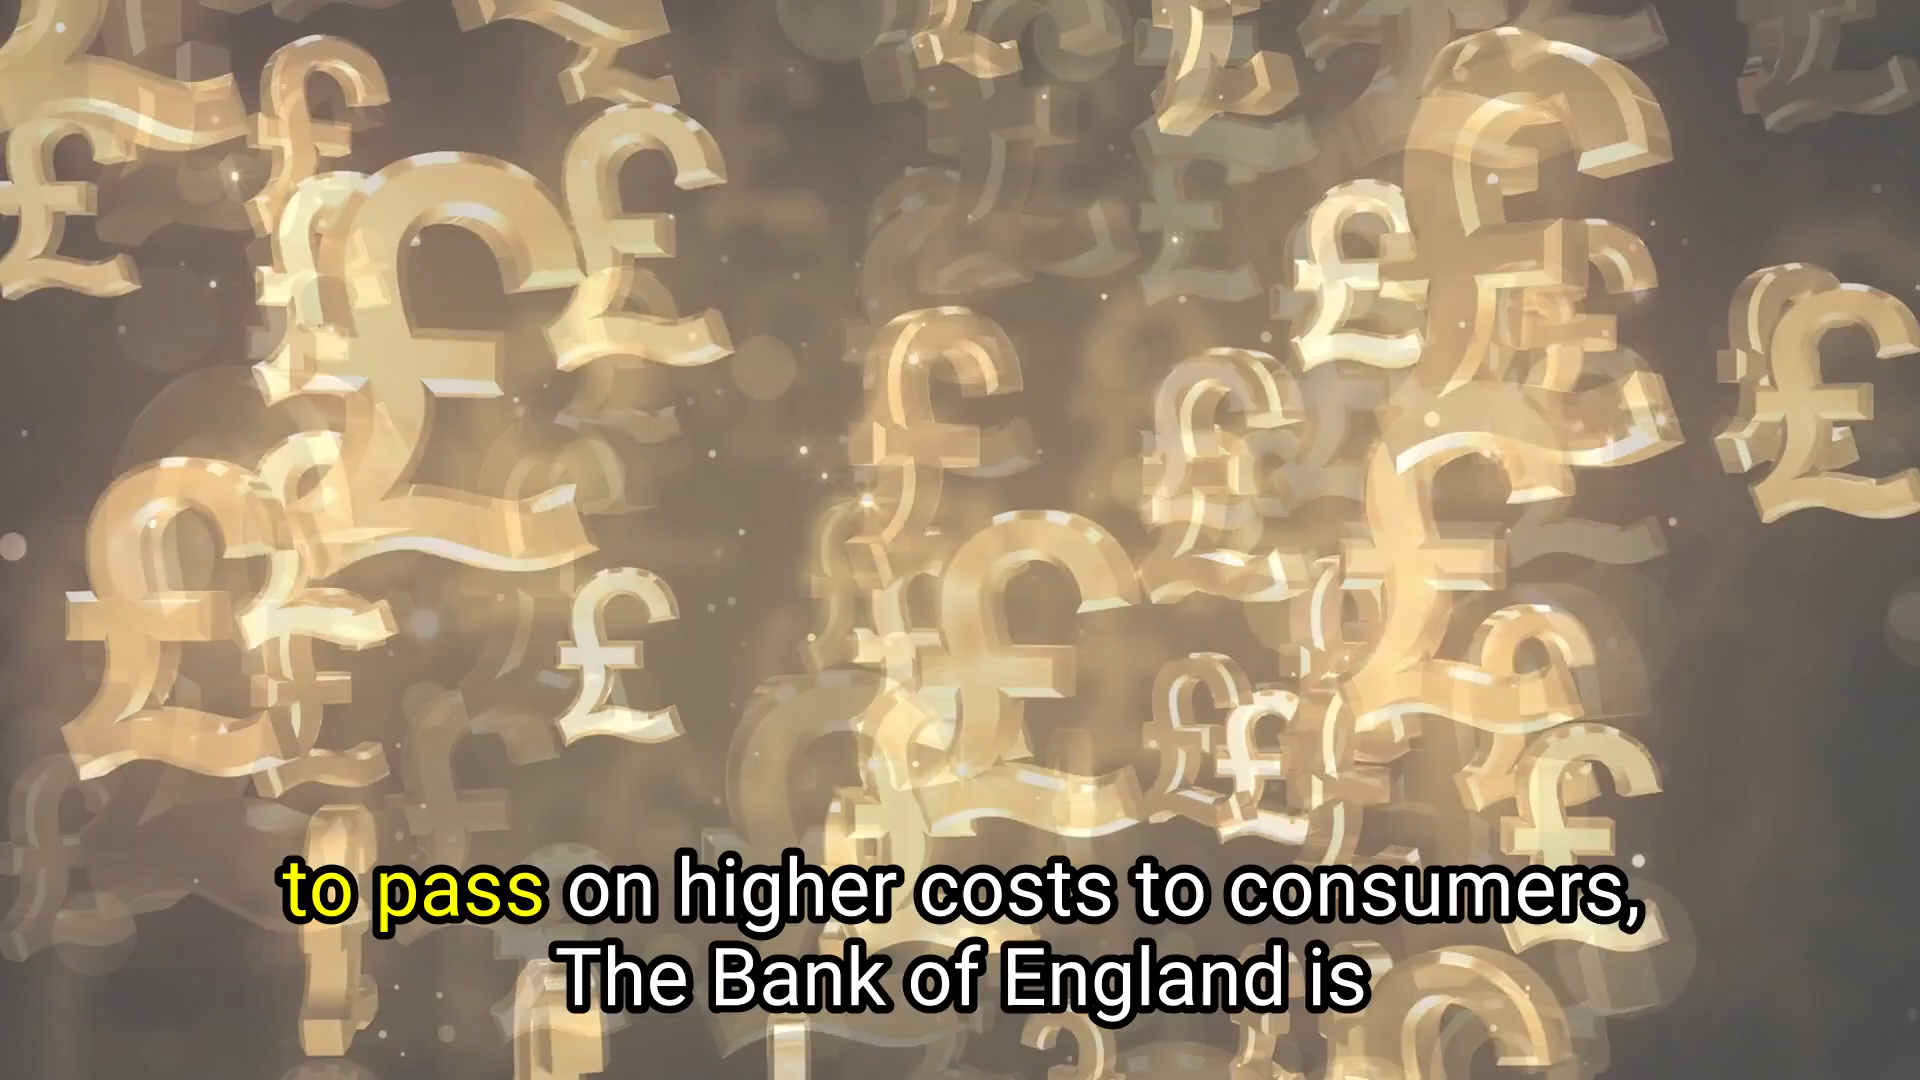 to pass on higher costs to consumers,
The Bank of England is